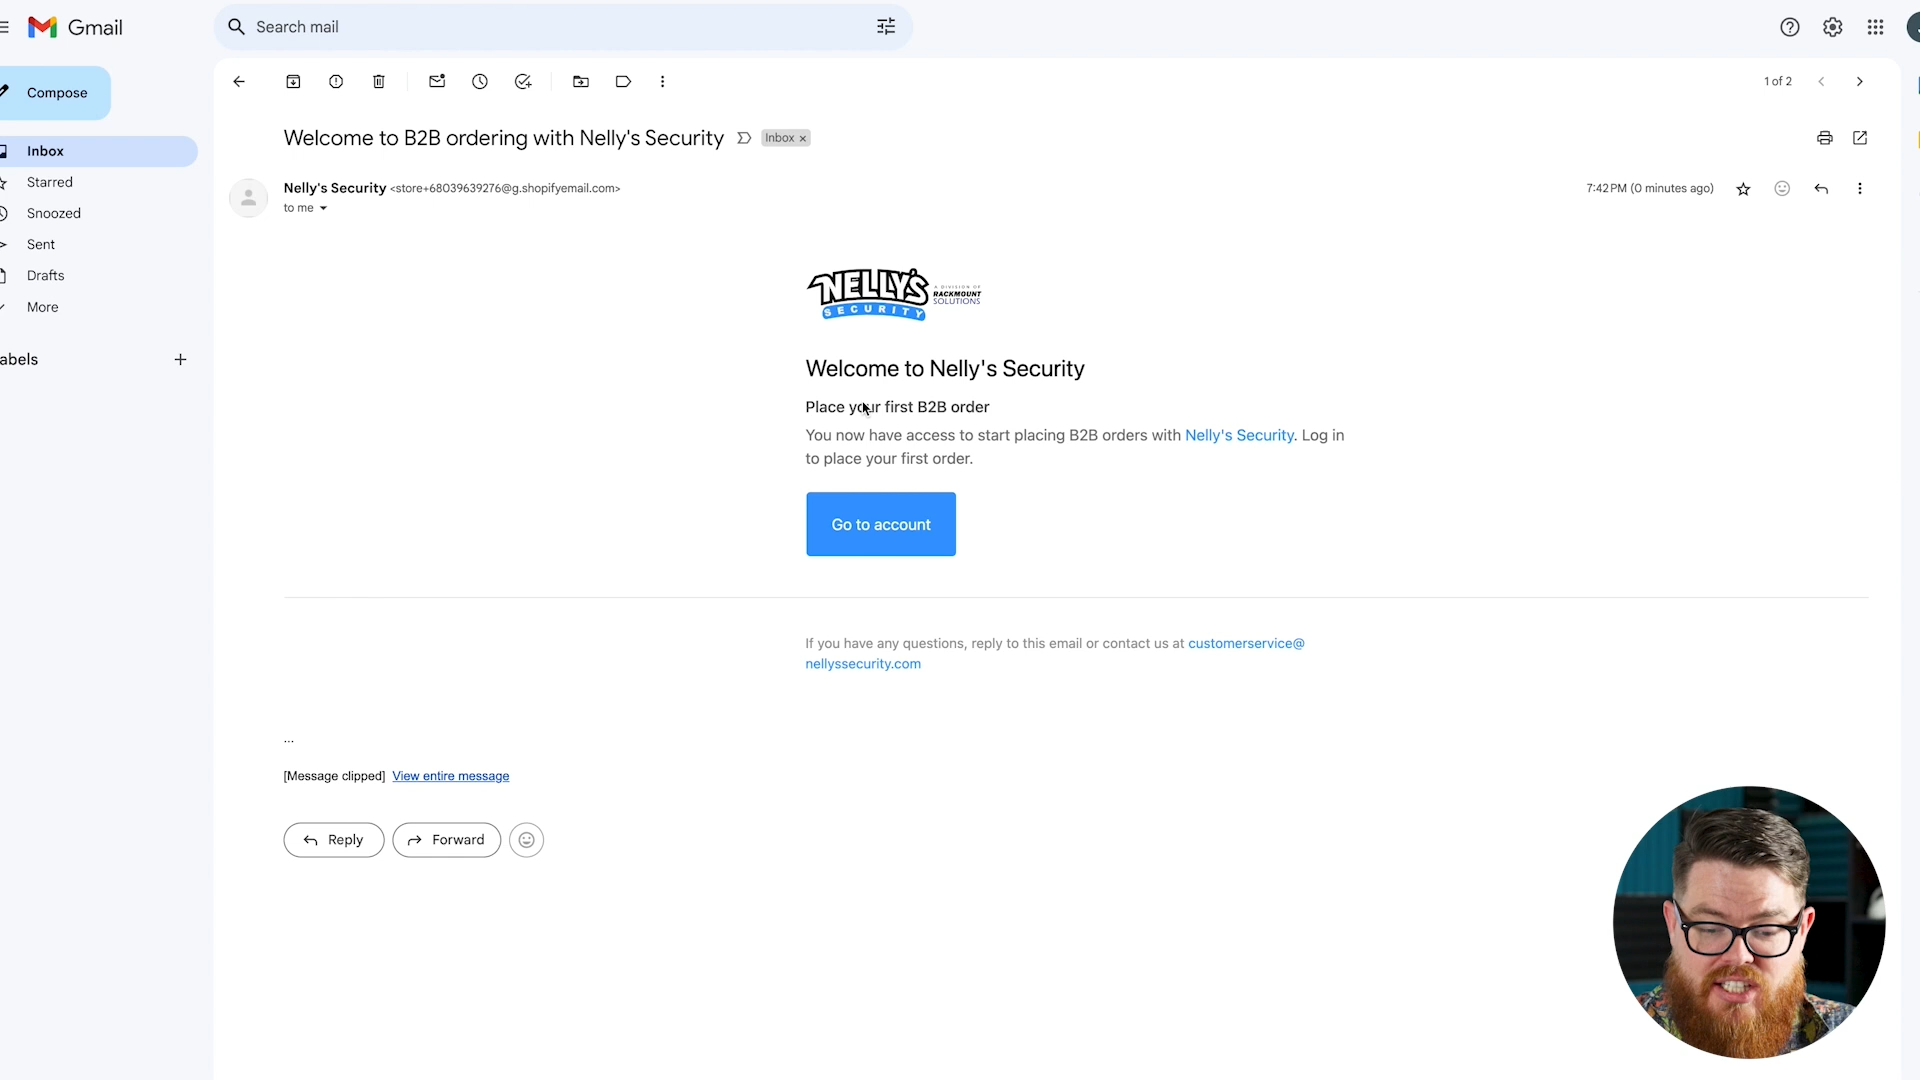 Gmail
Search mail
Compose
1 of 2
Inbox
Starred
Snoozed
Sent
Drafts
More
abels
Welcome to B2B ordering with Nelly's Security
Inbox ×
Nelly's Security <store+68039639276@g.shopifyemail.com>
7:42 PM (0 minutes ago)
to me
NELLY'S
SECURITY
A DIVISION OF
RACKMOUNT
SOLUTIONS
Welcome to Nelly's Security
Place your first B2B order
You now have access to start placing B2B orders with Nelly's Security. Log in
to place your first order.
Go to account
If you have any questions, reply to this email or contact us at customerservice@
nellyssecurity.com
...
[Message clipped] View entire message
Reply
Forward